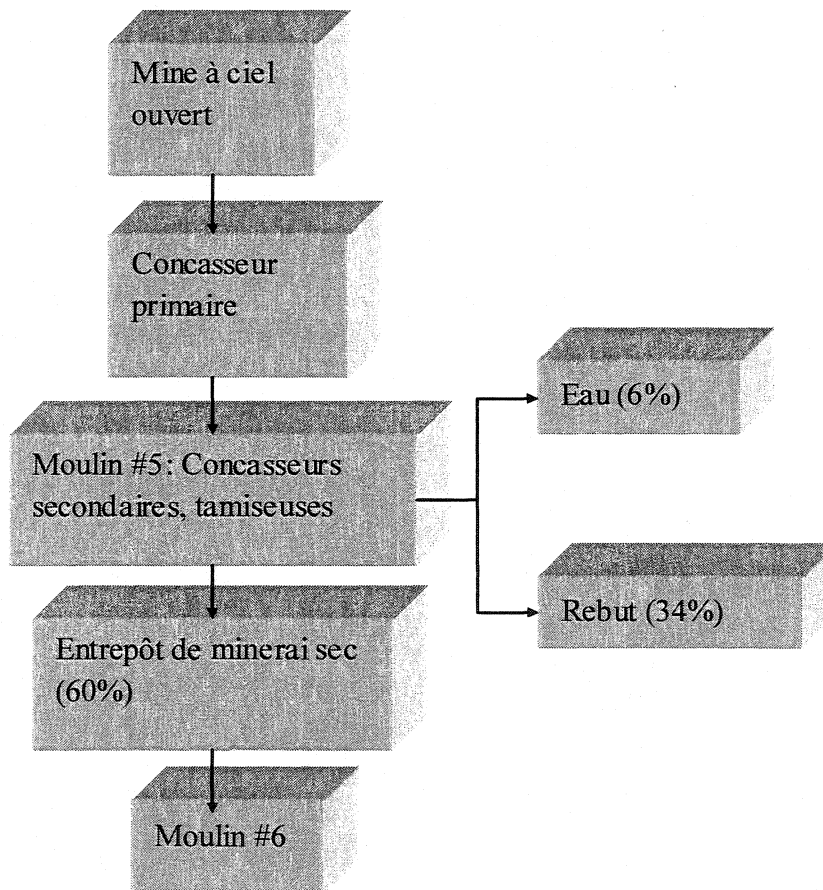 Mine à ciel
ouvert
Concasseur
primaire
Eau (6%)
Moulin #5: Concasseurs
secondaires, tamiseuses
Rebut (34%)
Entrepôt de minerai sec
(60%)
Moulin #6